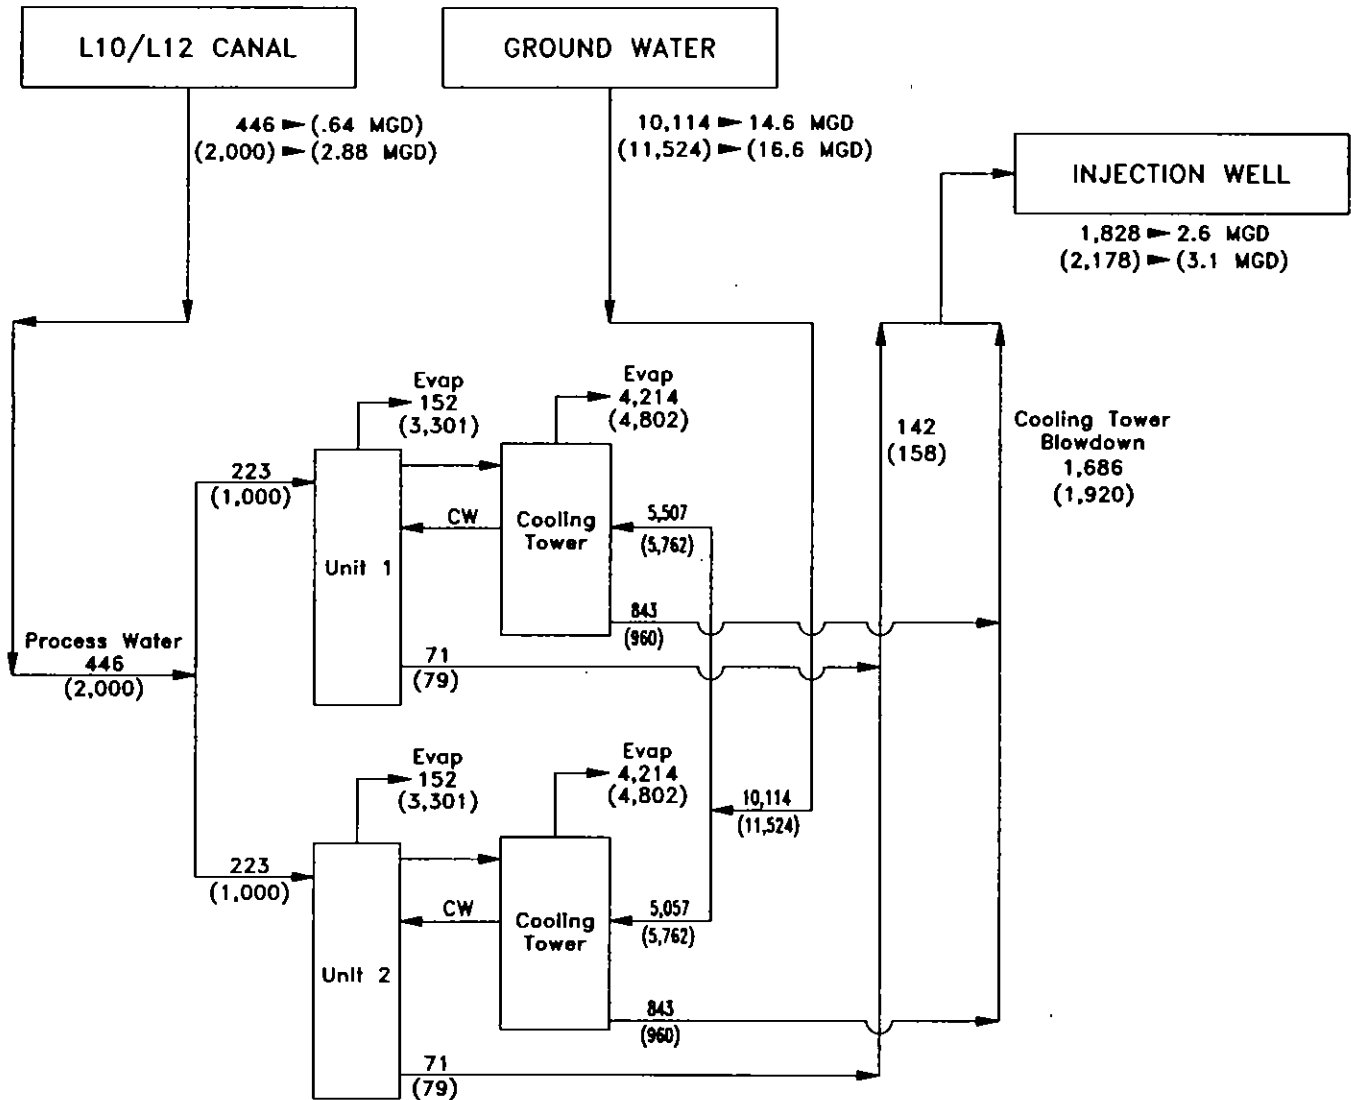 L10/L12 CANAL
446 ► (.64 MGD)
(2,000) ► (2.88 MGD)
GROUND WATER
10,114 ► 14.6 MGD
(11,524) ► (16.6 MGD)
INJECTION WELL
1,828 ► 2.6 MGD
(2,178) ► (3.1 MGD)
Evap
152
(3,301)
Evap
4,214
(4,802)
142
(158)
Cooling Tower
Blowdown
1,686
(1,920)
223
(1,000)
Unit 1
CW
Cooling
Tower
5,507
(5,762)
843
(960)
71
(79)
Process Water
446
(2,000)
Evap
152
(3,301)
Evap
4,214
(4,802)
10,114
(11,524)
223
(1,000)
Unit 2
CW
Cooling
Tower
5,057
(5,762)
843
(960)
71
(79)